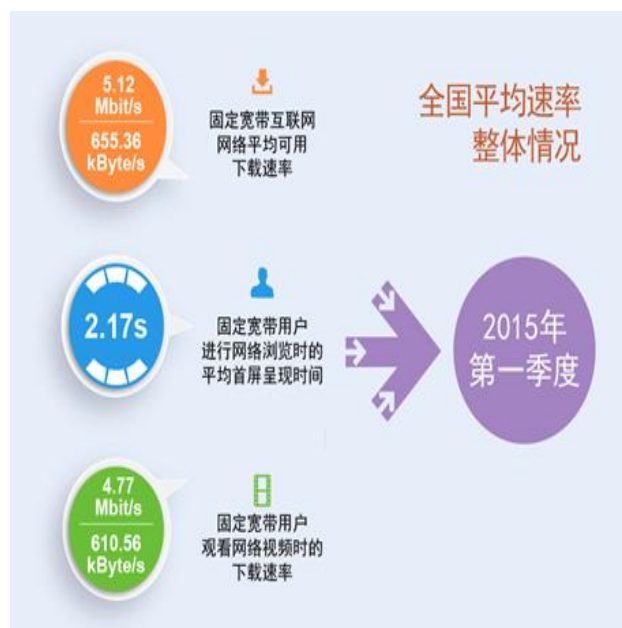 全国平均速率
整体情况
5.12
Mbit/s
655.36
kByte/s
固定宽带互联网
网络平均可用
下载速率
2.17s
固定宽带用户
进行网络浏览时的
平均首屏呈现时间
4.77
Mbit/s
610.56
kByte/s
固定宽带用户
观看网络视频时的
下载速率
2015年
第一季度